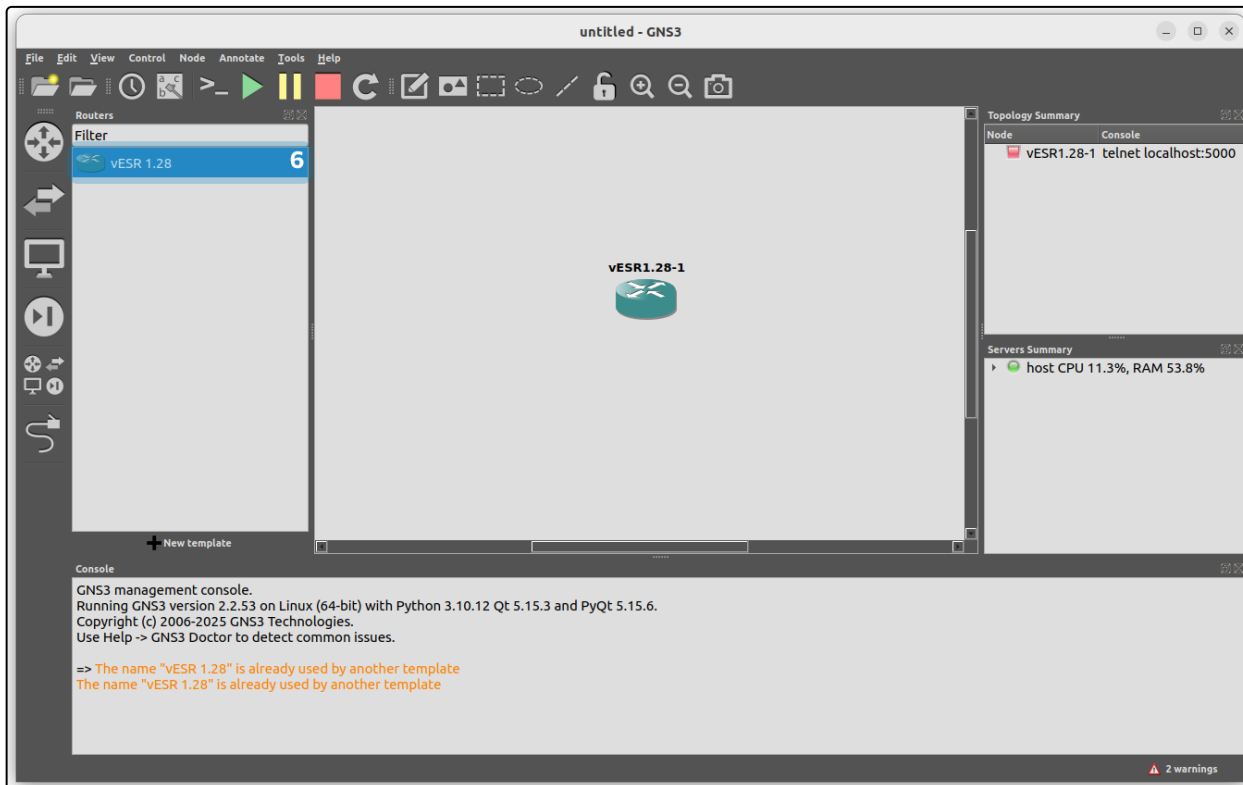 untitled - GNS3
File Edit View Control Node Annotate Tools Help
Routers
Filter
vESR 1.28 6
New template
vESR1.28-1
Topology Summary
Node Console
vESR1.28-1 telnet localhost:5000
Servers Summary
host CPU 11.3%, RAM 53.8%
Console
GNS3 management console.
Running GNS3 version 2.2.53 on Linux (64-bit) with Python 3.10.12 Qt 5.15.3 and PyQt 5.15.6.
Copyright (c) 2006-2025 GNS3 Technologies.
Use Help -> GNS3 Doctor to detect common issues.
=> The name "vESR 1.28" is already used by another template
The name "vESR 1.28" is already used by another template
2 warnings